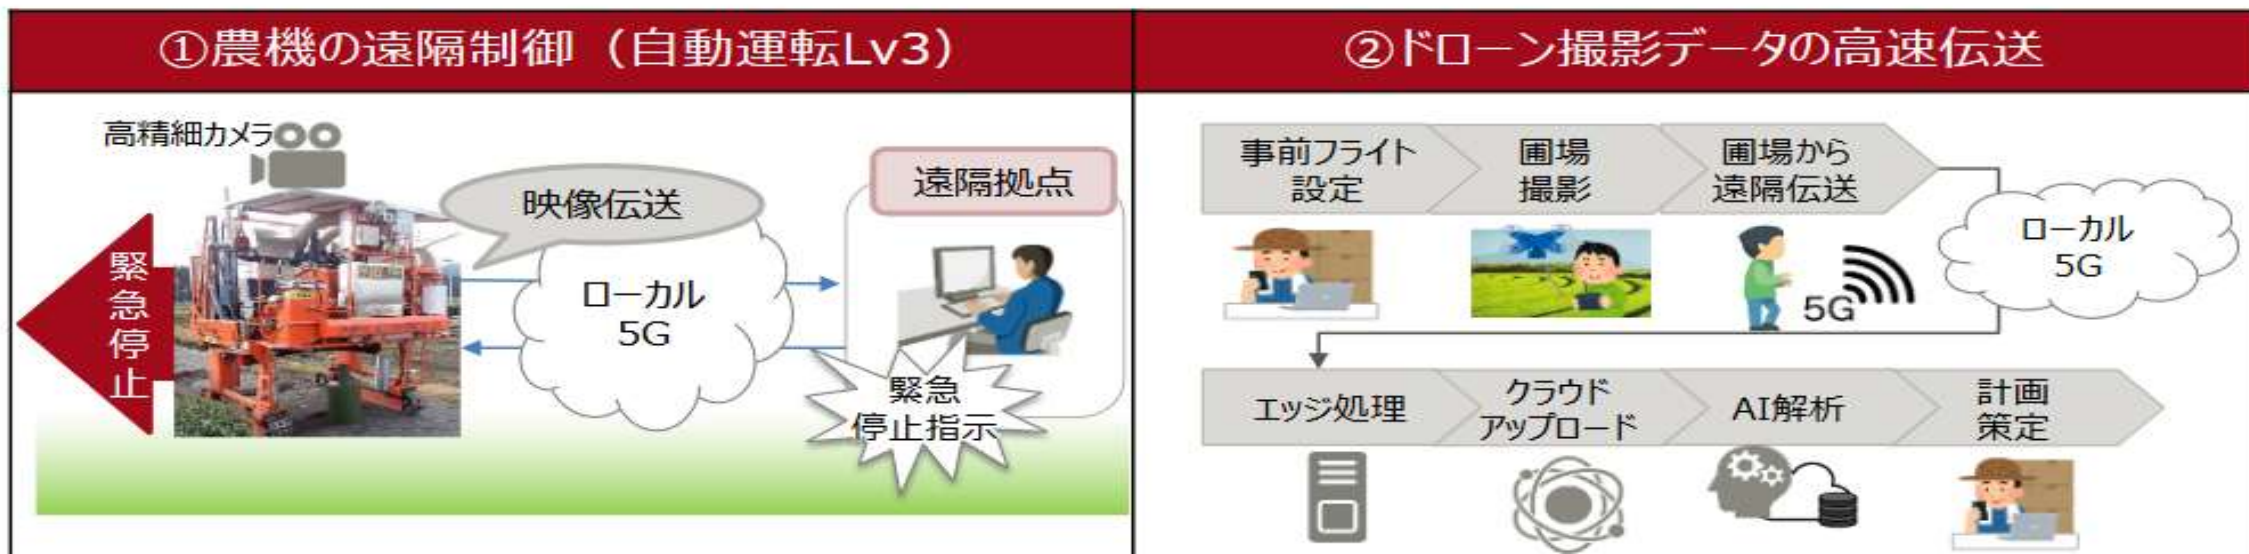 ①農機の遠隔制御（自動運転Lv3）
高精細カメラ
映像伝送
遠隔拠点
緊急停止
ローカル
5G
緊急
停止指示
②ドローン撮影データの高速伝送
事前フライト
設定
圃場
撮影
圃場から
遠隔伝送
5G
ローカル
5G
エッジ処理
クラウド
アップロード
AI解析
計画
策定